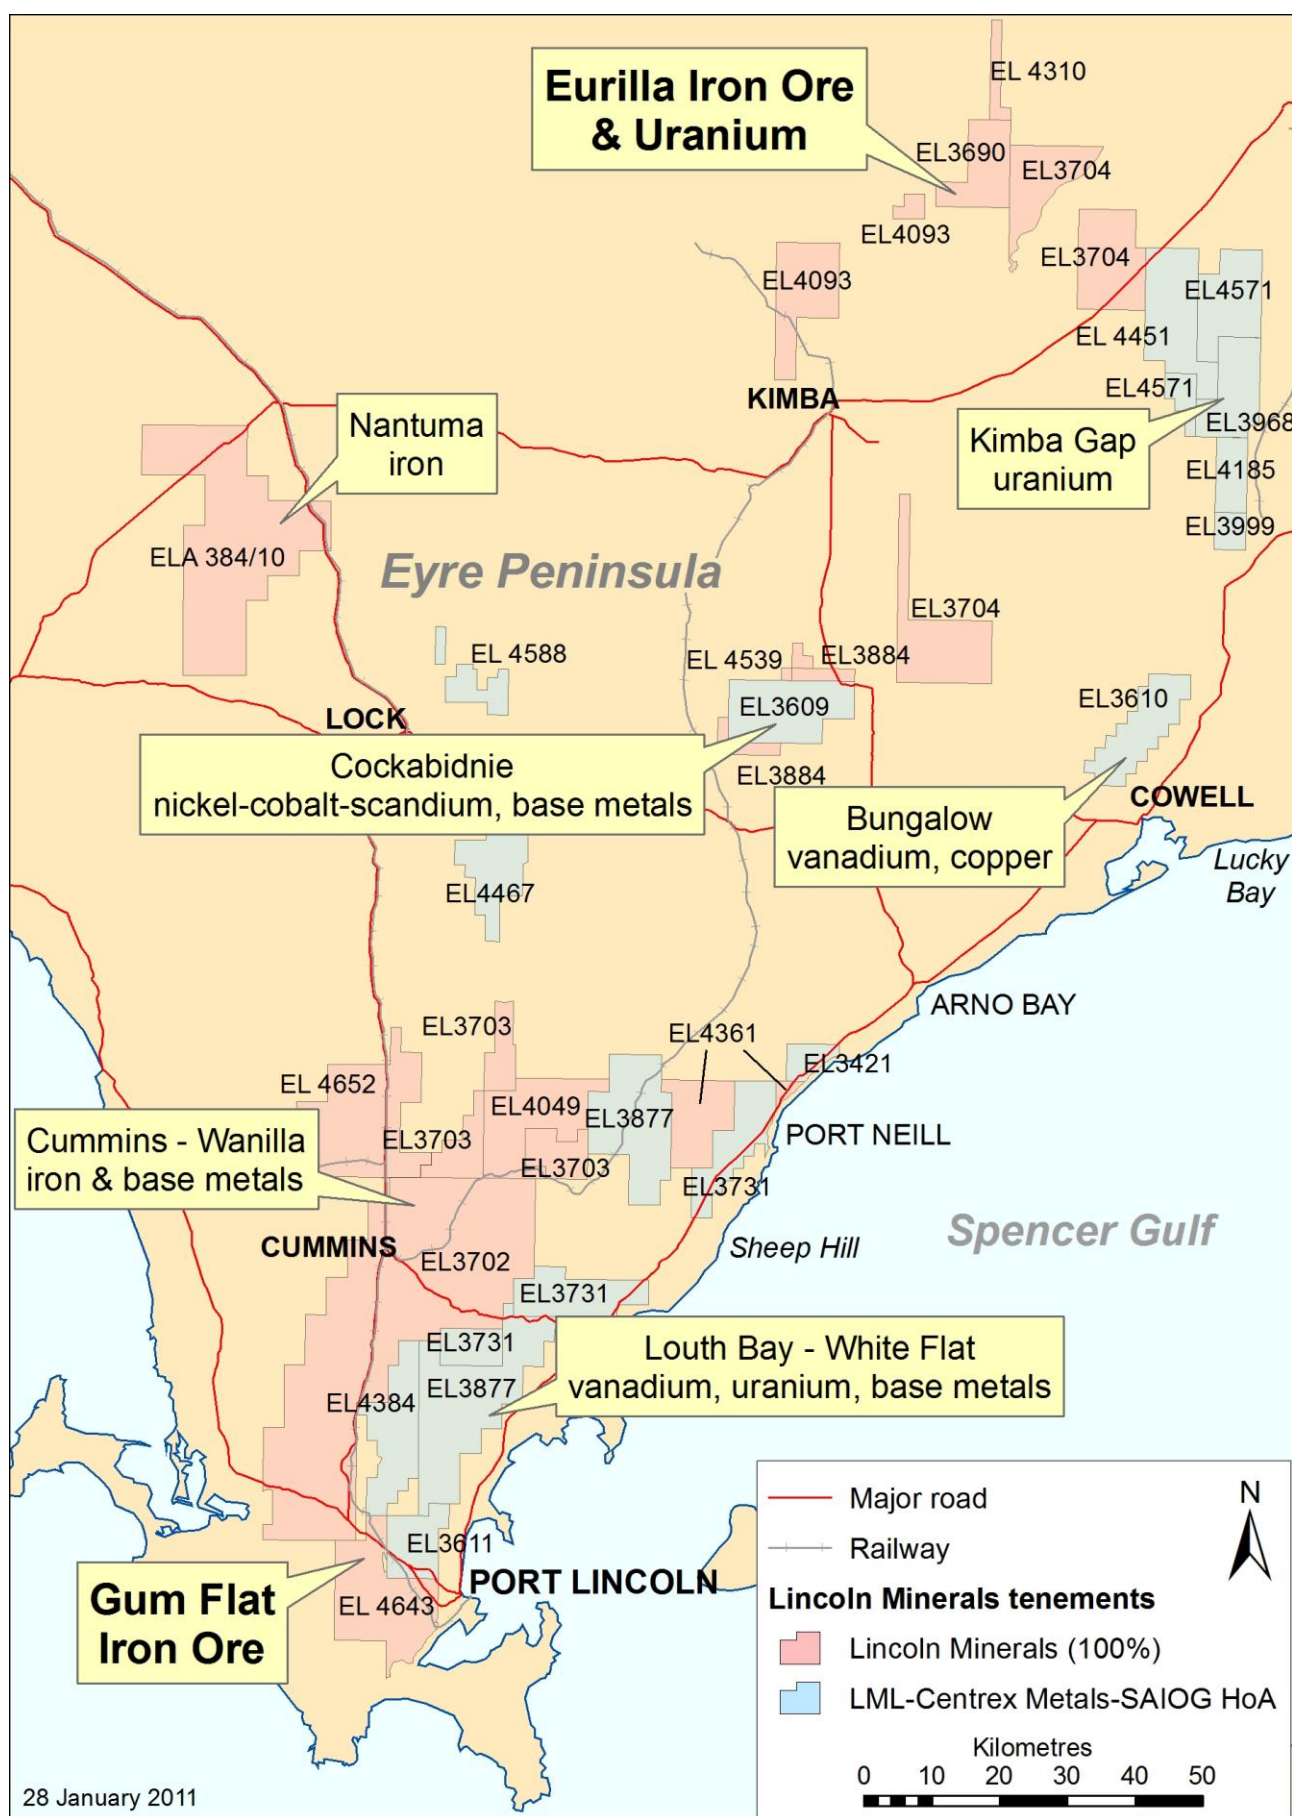 Eurilla Iron Ore
& Uranium
EL 4310
EL3690
EL3704
EL4093
EL3704
EL4093
EL4571
EL 4451
KIMBA
EL4571
EL3968
Nantuma
iron
Kimba Gap
uranium
EL4185
EL3999
ELA 384/10
Eyre Peninsula
EL3704
EL 4588
EL 4539
EL3884
EL3609
EL3610
LOCK
Cockabidnie
nickel-cobalt-scandium, base metals
EL3884
COWELL
Bungalow
vanadium, copper
Lucky
Bay
EL4467
ARNO BAY
EL3703
EL4361
EL3421
EL 4652
EL4049
EL3877
PORT NEILL
Cummins - Wanilla
iron & base metals
EL3703
EL3703
EL3731
Spencer Gulf
Sheep Hill
CUMMINS
EL3702
EL3731
EL3731
Louth Bay - White Flat
vanadium, uranium, base metals
EL3877
EL4384
EL3611
PORT LINCOLN
Gum Flat
Iron Ore
EL 4643
Major road
N
Railway
Lincoln Minerals tenements
Lincoln Minerals (100%)
LML-Centrex Metals-SAIOG HoA
Kilometres
0 10 20 30 40 50
28 January 2011